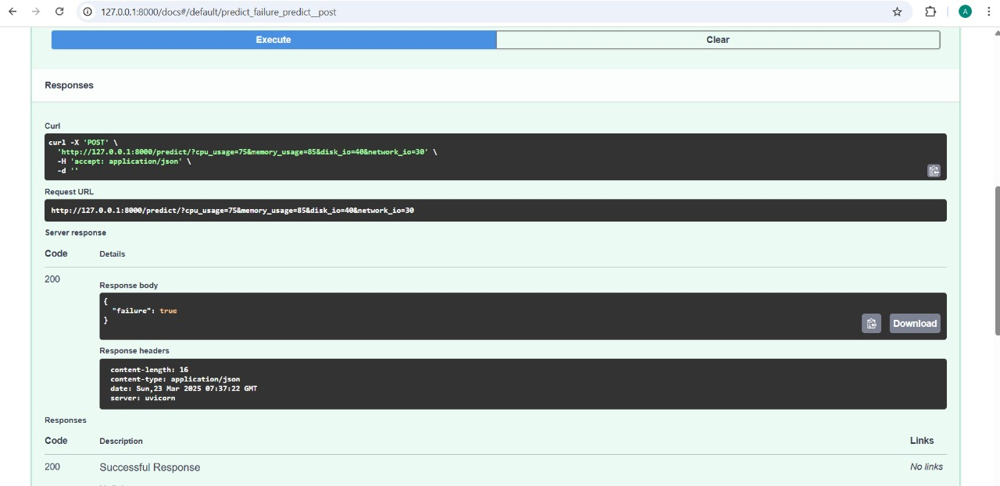 127.0.0.1:8000/docs#/default/predict_failure_predict__post
A
Execute
Clear
Responses
Curl
curl -X 'POST' \
'http://127.0.0.1:8000/predict/?cpu_usage=75&memory_usage=85&disk_io=40&network_io=30' \
-H 'accept: application/json' \
-d ''
Request URL
http://127.0.0.1:8000/predict/?cpu_usage=75&memory_usage=85&disk_io=40&network_io=30
Server response
Code Details
200
Response body
{
"failure": true
}
Download
Response headers
content-length: 16
content-type: application/json
date: Sun,23 Mar 2025 07:37:22 GMT
server: uvicorn
Responses
Code Description Links
200 Successful Response No links